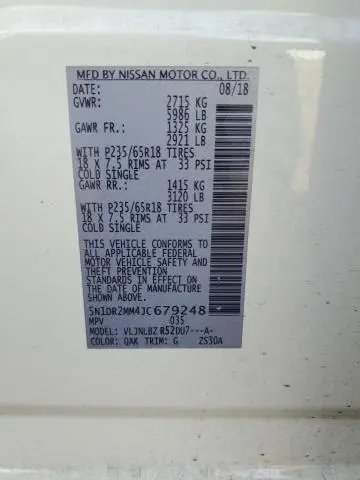 MFD BY NISSAN MOTOR CO., LTD.
DATE: 08/18
GVWR: 2715 KG
5986 LB
GAWR FR.: 1325 KG
2921 LB
WITH P235/65R18 TIRES
18 X 7.5 RIMS AT 33 PSI
COLD SINGLE
GAWR RR.: 1415 KG
3120 LB
WITH P235/65R18 TIRES
18 X 7.5 RIMS AT 33 PSI
COLD SINGLE
THIS VEHICLE CONFORMS TO
ALL APPLICABLE FEDERAL
MOTOR VEHICLE SAFETY
STANDARDS IN EFFECT ON
THE DATE OF MANUFACTURE
SHOWN ABOVE.
5N1DR2MM4JC679248
MPV 035
MODEL: VLJNLBZ R52DU7---A-
COLOR: QAK TRIM: G ZS30A